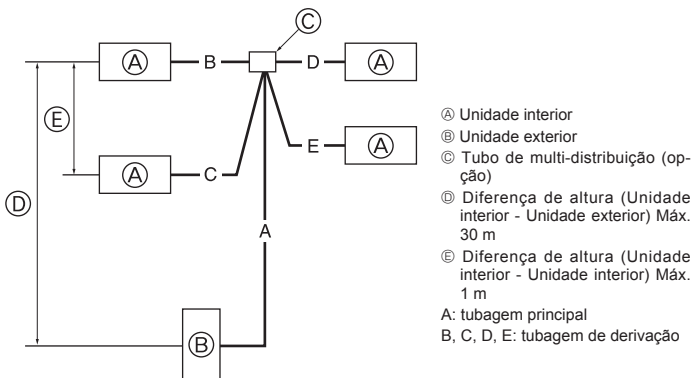 Ⓒ
Ⓐ B D Ⓐ
Ⓔ
E Ⓐ
Ⓐ C
Ⓓ
A
Ⓑ
Ⓐ Unidade interior
Ⓑ Unidade exterior
Ⓒ Tubo de multi-distribuição (op-
ção)
Ⓓ Diferença de altura (Unidade
interior - Unidade exterior) Máx.
30 m
Ⓔ Diferença de altura (Unidade
interior - Unidade interior) Máx.
1 m
A: tubagem principal
B, C, D, E: tubagem de derivação